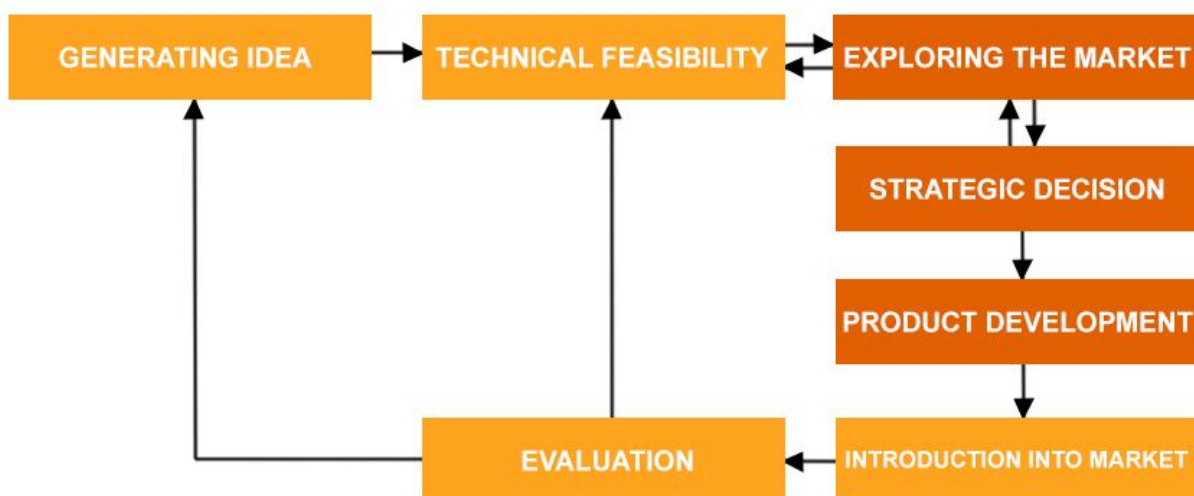 GENERATING IDEA
TECHNICAL FEASIBILITY
EXPLORING THE MARKET
STRATEGIC DECISION
PRODUCT DEVELOPMENT
INTRODUCTION INTO MARKET
EVALUATION